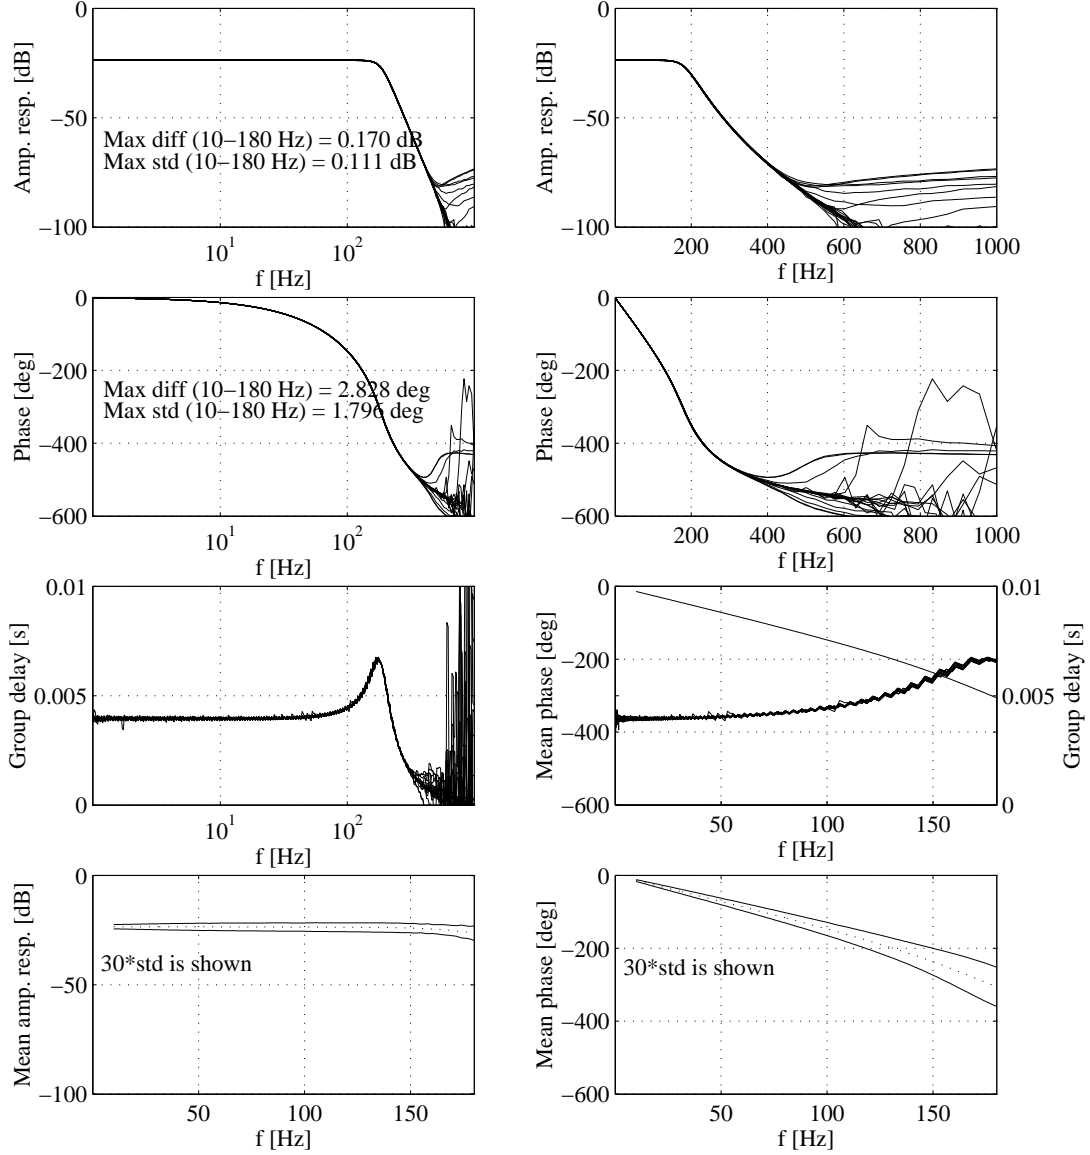 0
−50
−100
Amp. resp. [dB]
Max diff (10−180 Hz) = 0.170 dB
Max std (10−180 Hz) = 0.111 dB
10^1
10^2
f [Hz]
0
−50
−100
Amp. resp. [dB]
200
400
600
800
1000
f [Hz]
0
−200
−400
−600
Phase [deg]
Max diff (10−180 Hz) = 2.828 deg
Max std (10−180 Hz) = 1.796 deg
10^1
10^2
f [Hz]
0
−200
−400
−600
Phase [deg]
200
400
600
800
1000
f [Hz]
0.01
0.005
0
Group delay [s]
10^1
10^2
f [Hz]
0
−200
−400
−600
Mean phase [deg]
0.01
0.005
0
Group delay [s]
50
100
150
f [Hz]
0
−50
−100
Mean amp. resp. [dB]
30*std is shown
50
100
150
f [Hz]
0
−200
−400
−600
Mean phase [deg]
30*std is shown
50
100
150
f [Hz]